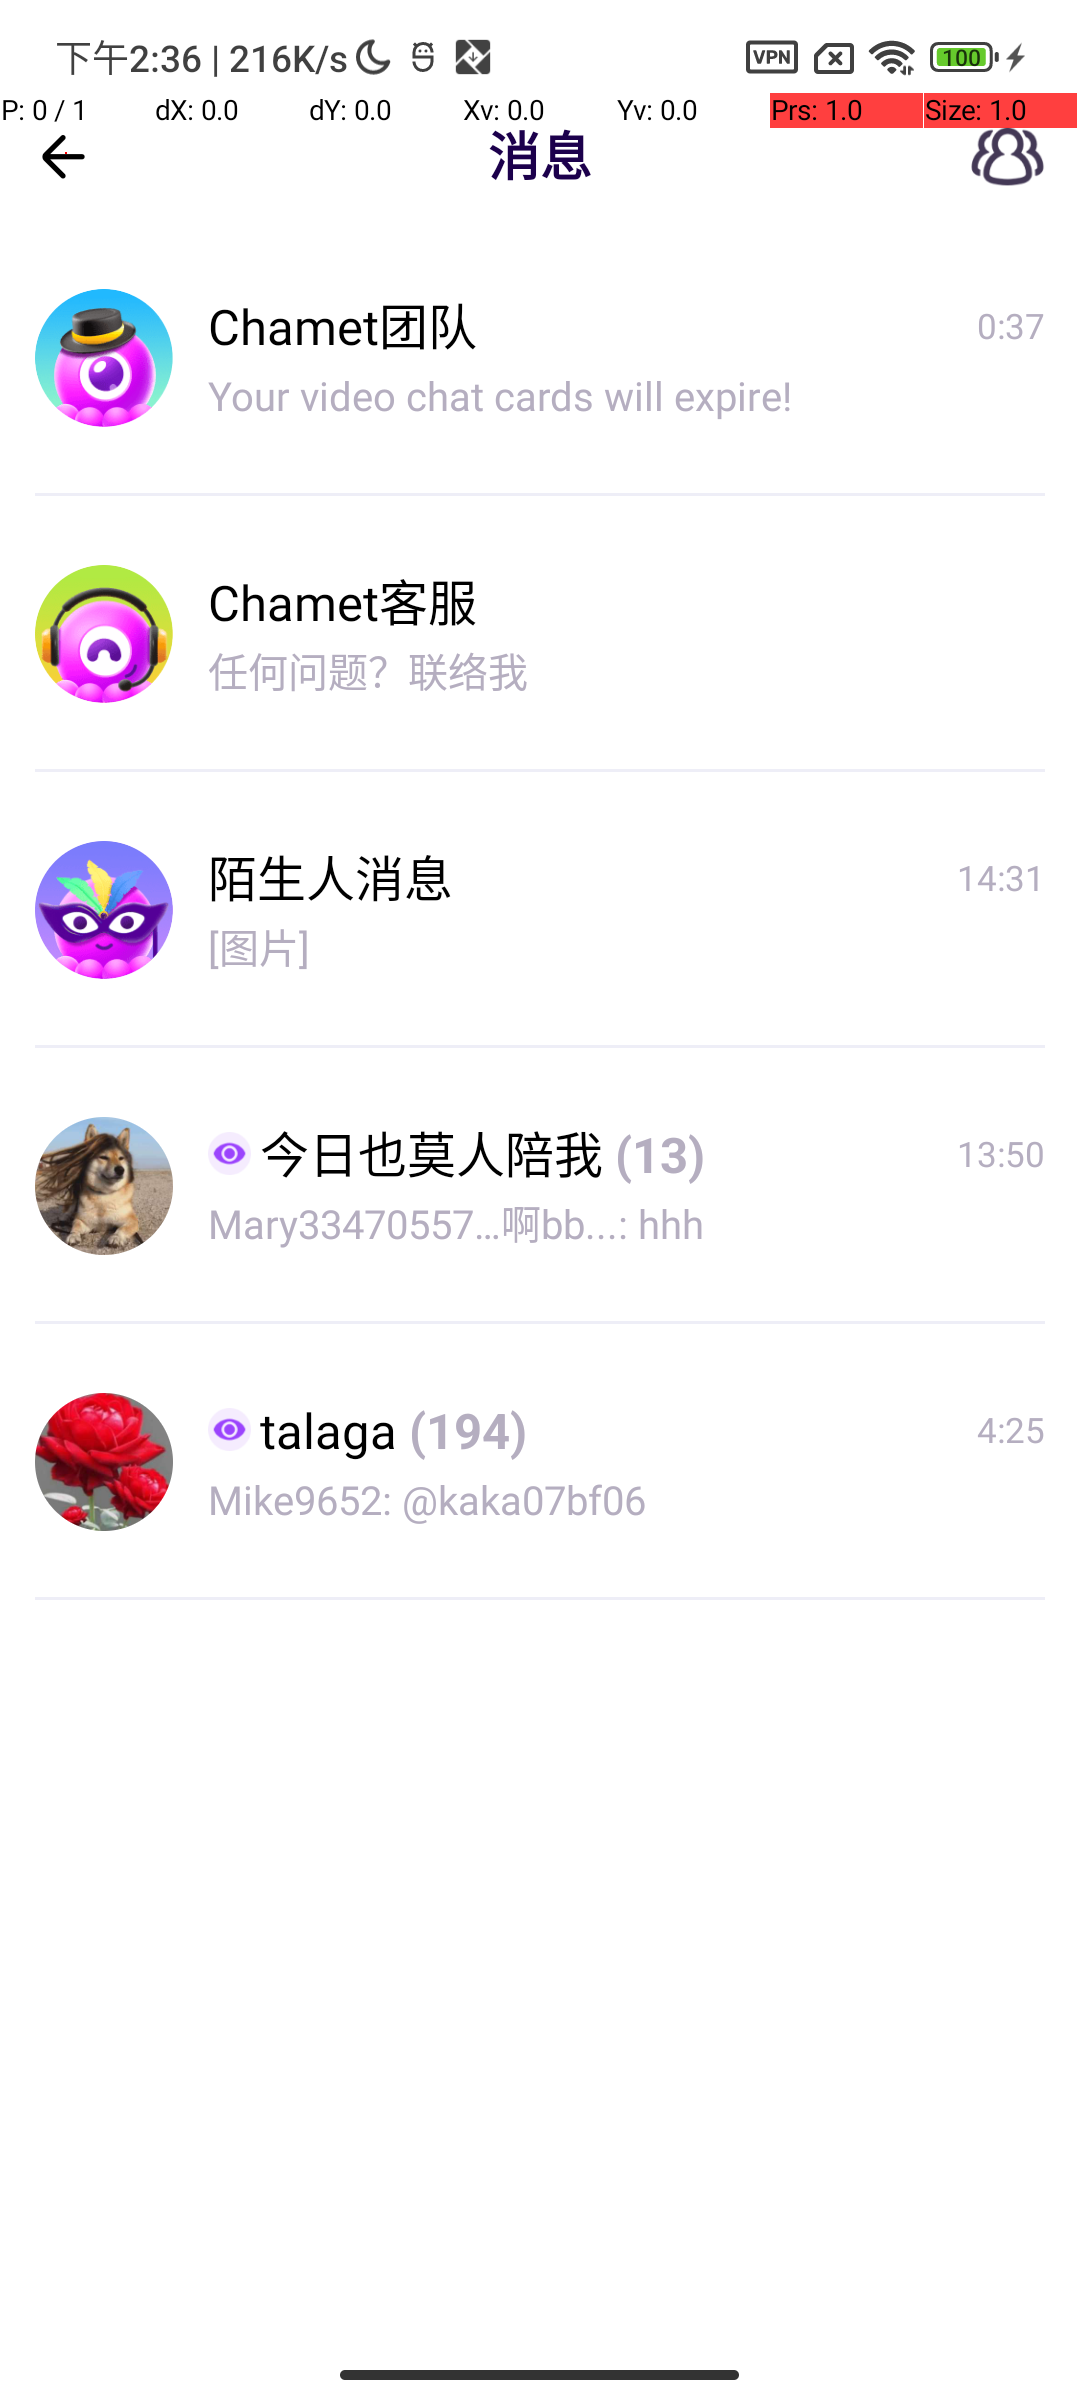 下午2:36 | 216K/s
VPN
100
P: 0 / 1
dX: 0.0
dY: 0.0
Xv: 0.0
Yv: 0.0
Prs: 1.0
Size: 1.0
消息
Chamet团队
0:37
Your video chat cards will expire!
Chamet客服
任何问题？联络我
陌生人消息
14:31
[图片]
今日也莫人陪我 (13)
13:50
Mary33470557...啊bb...: hhh
talaga (194)
4:25
Mike9652: @kaka07bf06